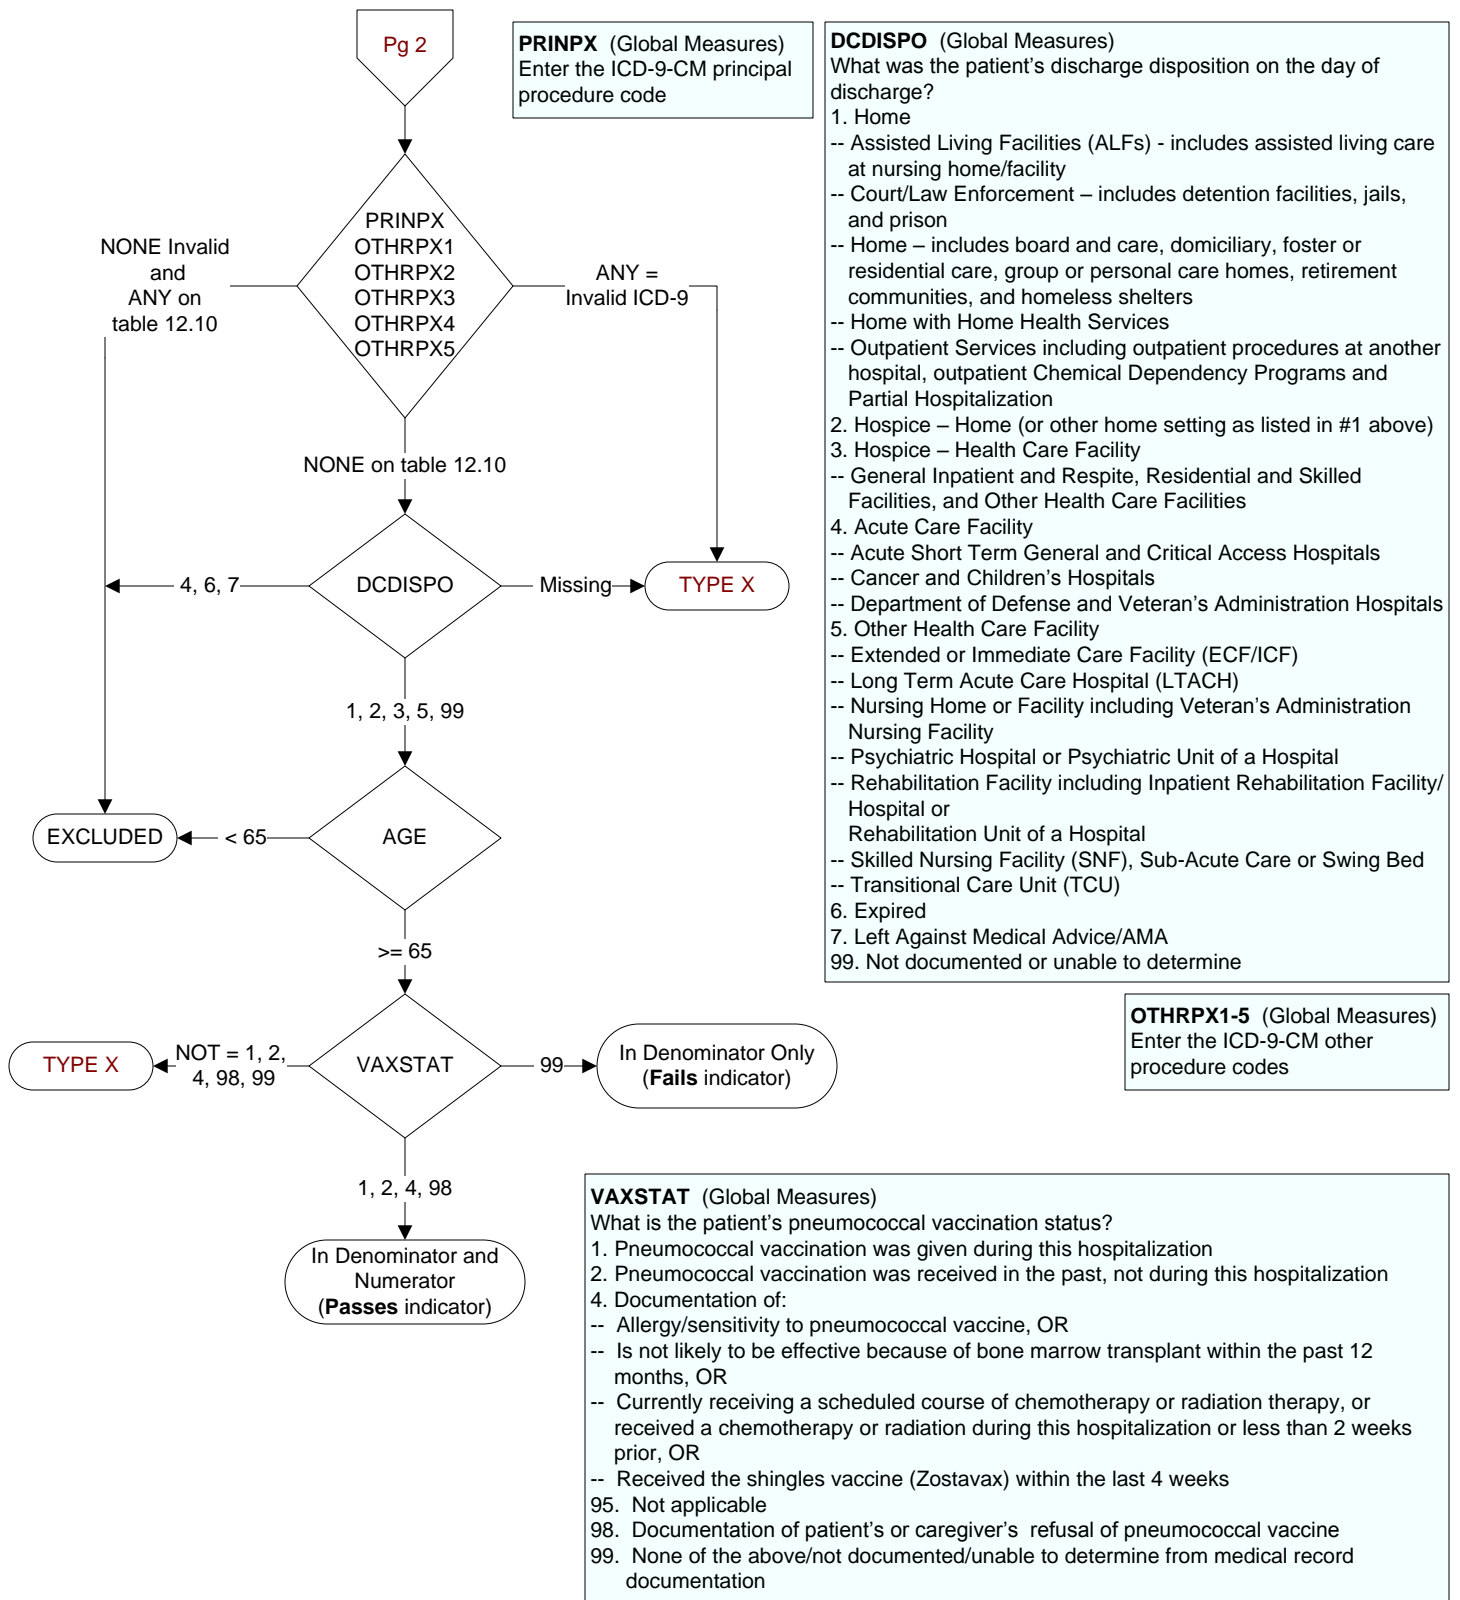 Pg 2
PRINPX (Global Measures)
Enter the ICD-9-CM principal
procedure code
DCDISPO (Global Measures)
What was the patient's discharge disposition on the day of
discharge?
1. Home
-- Assisted Living Facilities (ALFs) - includes assisted living care
at nursing home/facility
-- Court/Law Enforcement – includes detention facilities, jails,
and prison
-- Home – includes board and care, domiciliary, foster or
residential care, group or personal care homes, retirement
communities, and homeless shelters
-- Home with Home Health Services
-- Outpatient Services including outpatient procedures at another
hospital, outpatient Chemical Dependency Programs and
Partial Hospitalization
2. Hospice – Home (or other home setting as listed in #1 above)
3. Hospice – Health Care Facility
-- General Inpatient and Respite, Residential and Skilled
Facilities, and Other Health Care Facilities
4. Acute Care Facility
-- Acute Short Term General and Critical Access Hospitals
-- Cancer and Children's Hospitals
-- Department of Defense and Veteran's Administration Hospitals
5. Other Health Care Facility
-- Extended or Immediate Care Facility (ECF/ICF)
-- Long Term Acute Care Hospital (LTACH)
-- Nursing Home or Facility including Veteran's Administration
Nursing Facility
-- Psychiatric Hospital or Psychiatric Unit of a Hospital
-- Rehabilitation Facility including Inpatient Rehabilitation Facility/
Hospital or
Rehabilitation Unit of a Hospital
-- Skilled Nursing Facility (SNF), Sub-Acute Care or Swing Bed
-- Transitional Care Unit (TCU)
6. Expired
7. Left Against Medical Advice/AMA
99. Not documented or unable to determine
PRINPX
OTHRPX1
OTHRPX2
OTHRPX3
OTHRPX4
OTHRPX5
NONE Invalid
and
ANY on
table 12.10
ANY =
Invalid ICD-9
NONE on table 12.10
4, 6, 7
DCDISPO
Missing
TYPE X
1, 2, 3, 5, 99
EXCLUDED
< 65
AGE
>= 65
OTHRPX1-5 (Global Measures)
Enter the ICD-9-CM other
procedure codes
TYPE X
NOT = 1, 2,
4, 98, 99
VAXSTAT
99
In Denominator Only
(Fails indicator)
1, 2, 4, 98
In Denominator and
Numerator
(Passes indicator)
VAXSTAT (Global Measures)
What is the patient's pneumococcal vaccination status?
1. Pneumococcal vaccination was given during this hospitalization
2. Pneumococcal vaccination was received in the past, not during this hospitalization
4. Documentation of:
-- Allergy/sensitivity to pneumococcal vaccine, OR
-- Is not likely to be effective because of bone marrow transplant within the past 12
months, OR
-- Currently receiving a scheduled course of chemotherapy or radiation therapy, or
received a chemotherapy or radiation during this hospitalization or less than 2 weeks
prior, OR
-- Received the shingles vaccine (Zostavax) within the last 4 weeks
95. Not applicable
98. Documentation of patient's or caregiver's refusal of pneumococcal vaccine
99. None of the above/not documented/unable to determine from medical record
documentation